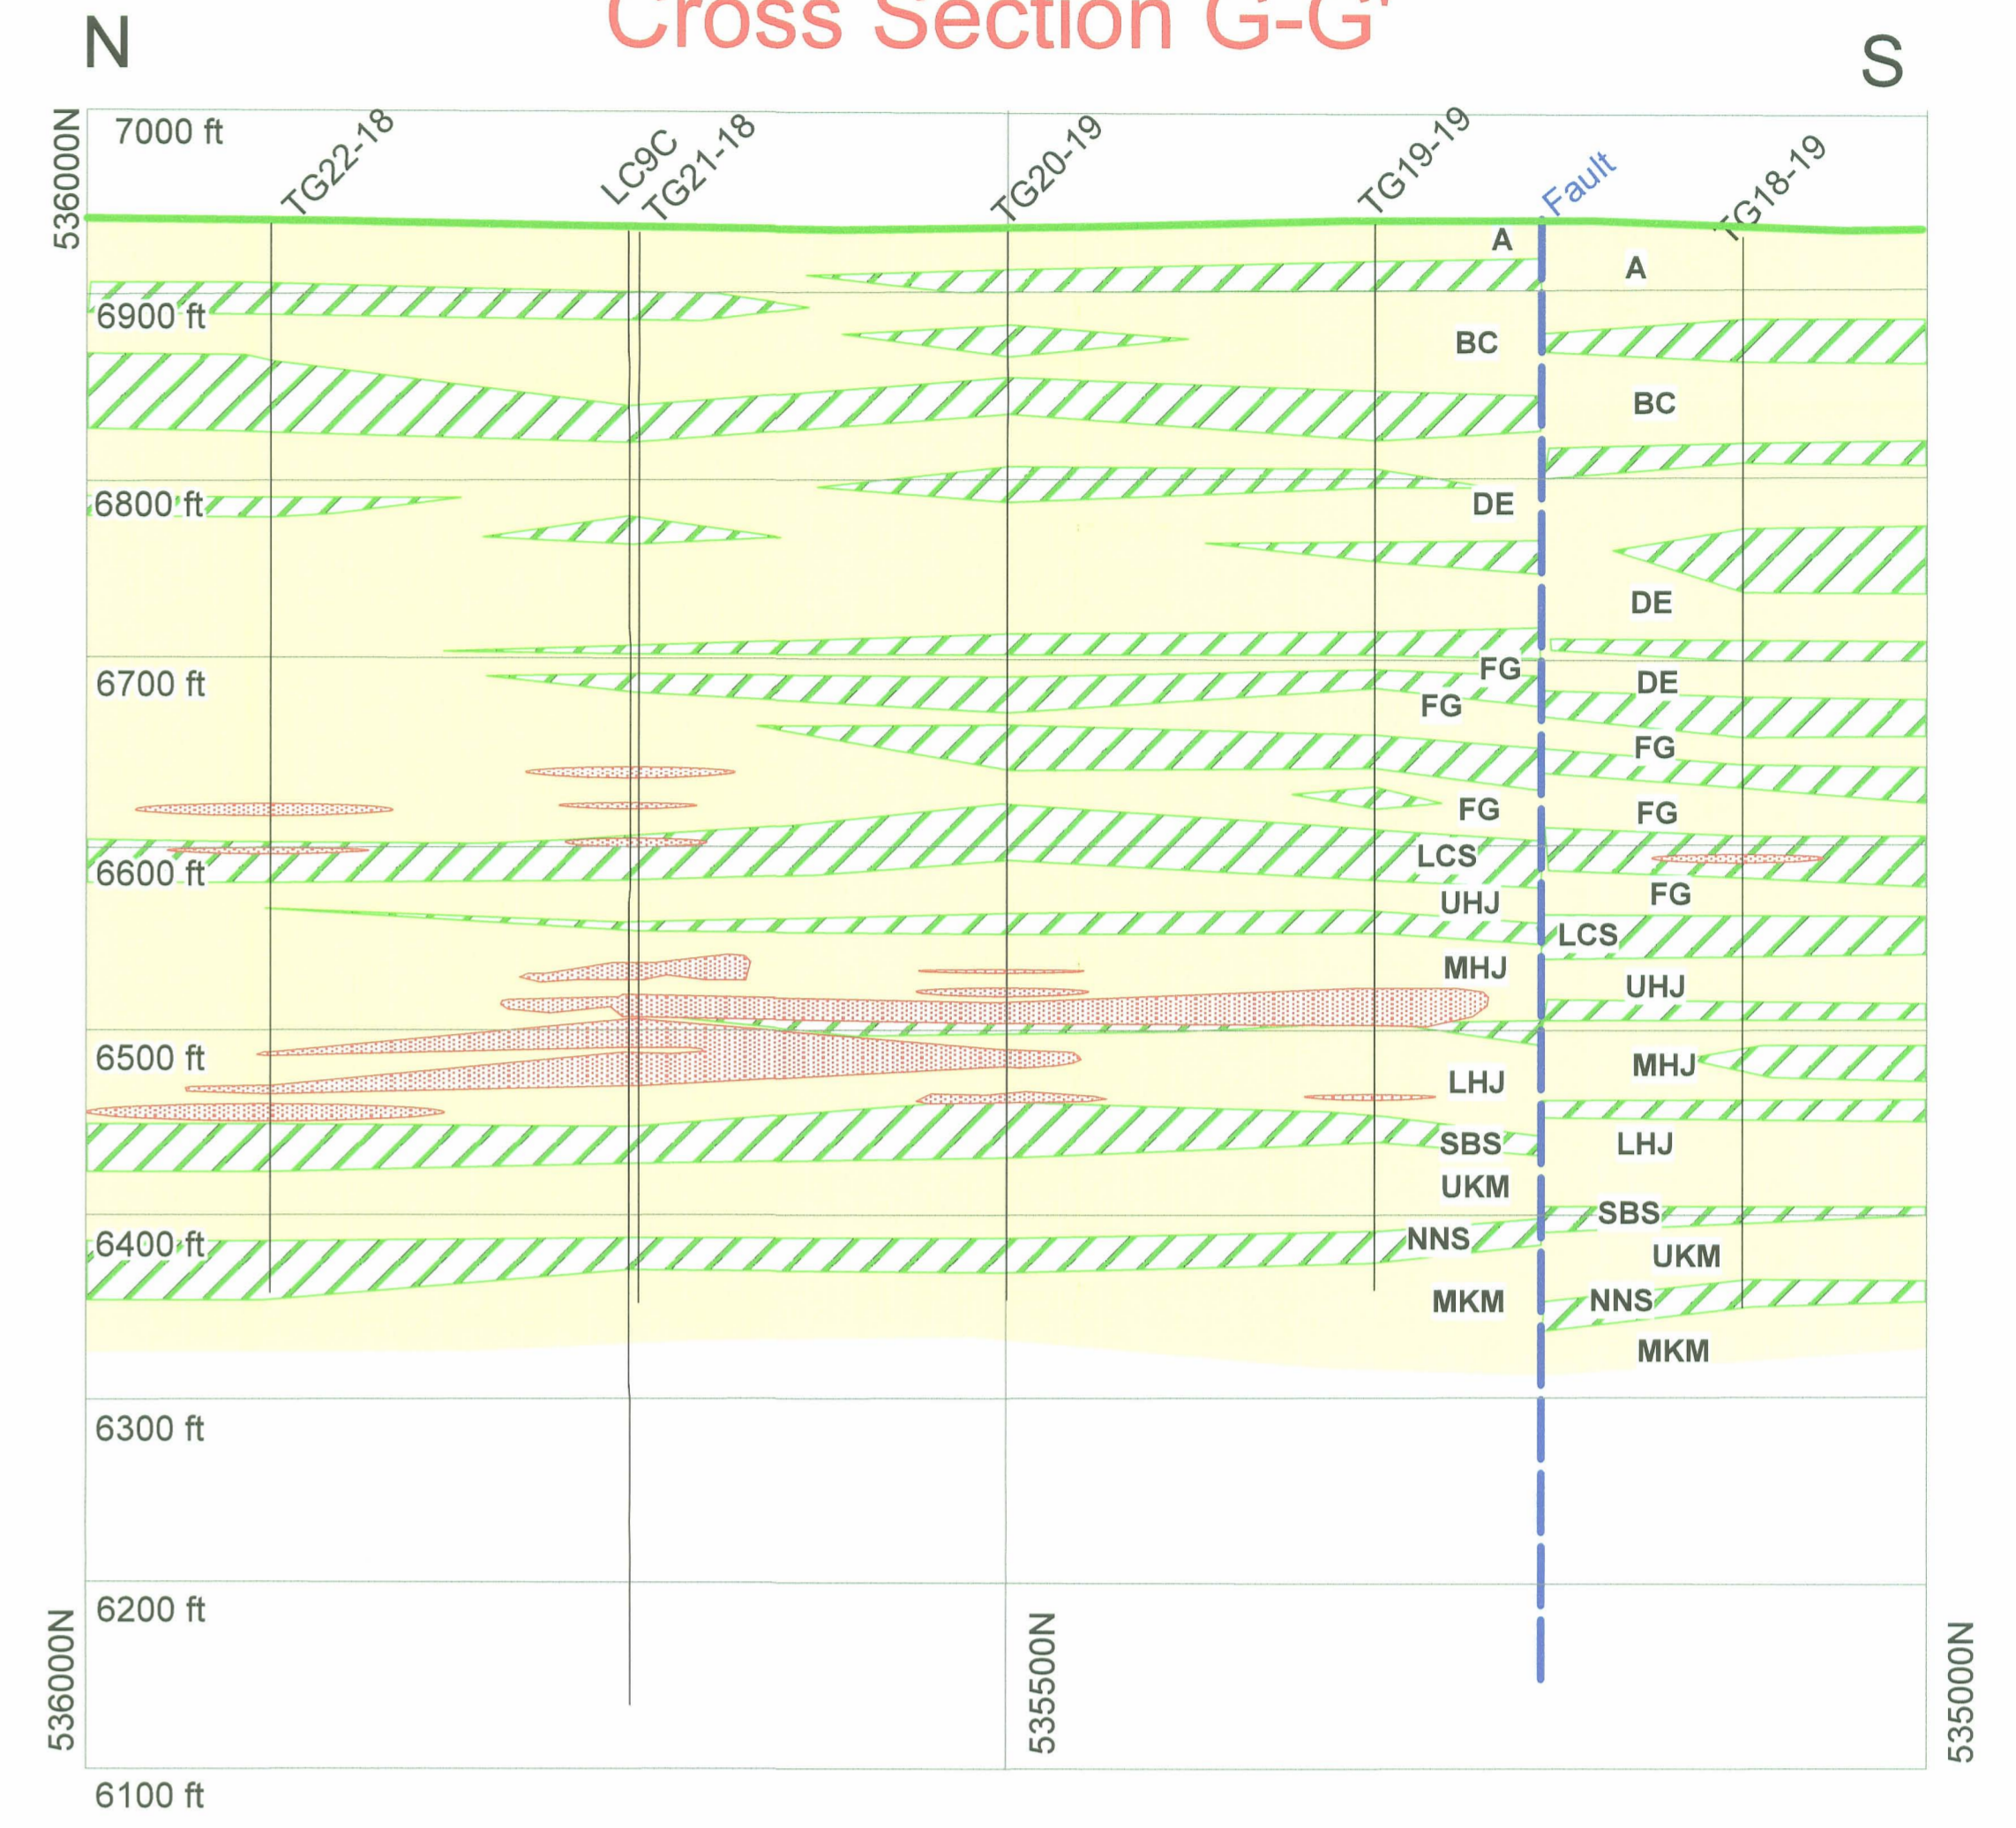 Cross Section G-G'
N
S
536000N
7000 ft
TG22-18
LC9C
TG21-18
TG20-19
TG19-19
Fault
TG18-19
A
A
6900 ft
BC
BC
6800 ft
DE
DE
FG
6700 ft
DE
FG
FG
FG
FG
LCS
6600 ft
FG
UHJ
LCS
MHJ
UHJ
6500 ft
MHJ
LHJ
SBS
LHJ
UKM
SBS
6400 ft
NNS
UKM
MKM
NNS
MKM
6300 ft
6200 ft
536000N
535500N
535000N
6100 ft